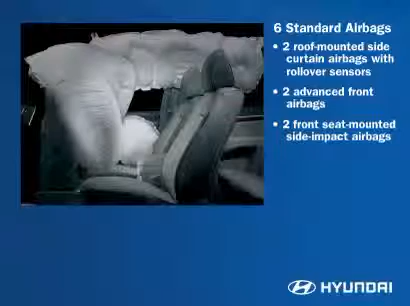 6 Standard Airbags
• 2 roof-mounted side
curtain airbags with
rollover sensors
• 2 advanced front
airbags
• 2 front seat-mounted
side-impact airbags
HYUNDAI